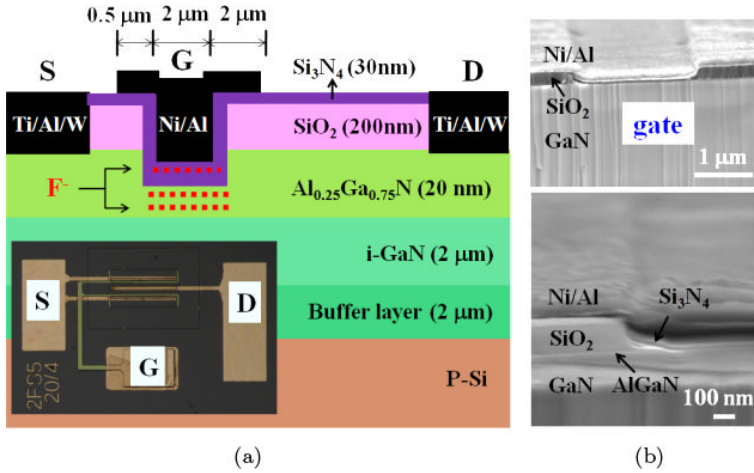 0.5 μm 2 μm 2 μm
S G D
Si₃N₄ (30nm)
Ti/Al/W Ni/Al SiO₂ (200nm) Ti/Al/W
F⁻ Al₀.₂₅Ga₀.₇₅N (20 nm)
i-GaN (2 μm)
Buffer layer (2 μm)
P-Si
S D
G
2FS5
20/4
(a)
Ni/Al
SiO₂
GaN gate
1 μm
Ni/Al Si₃N₄
SiO₂
GaN AlGaN 100 nm
(b)